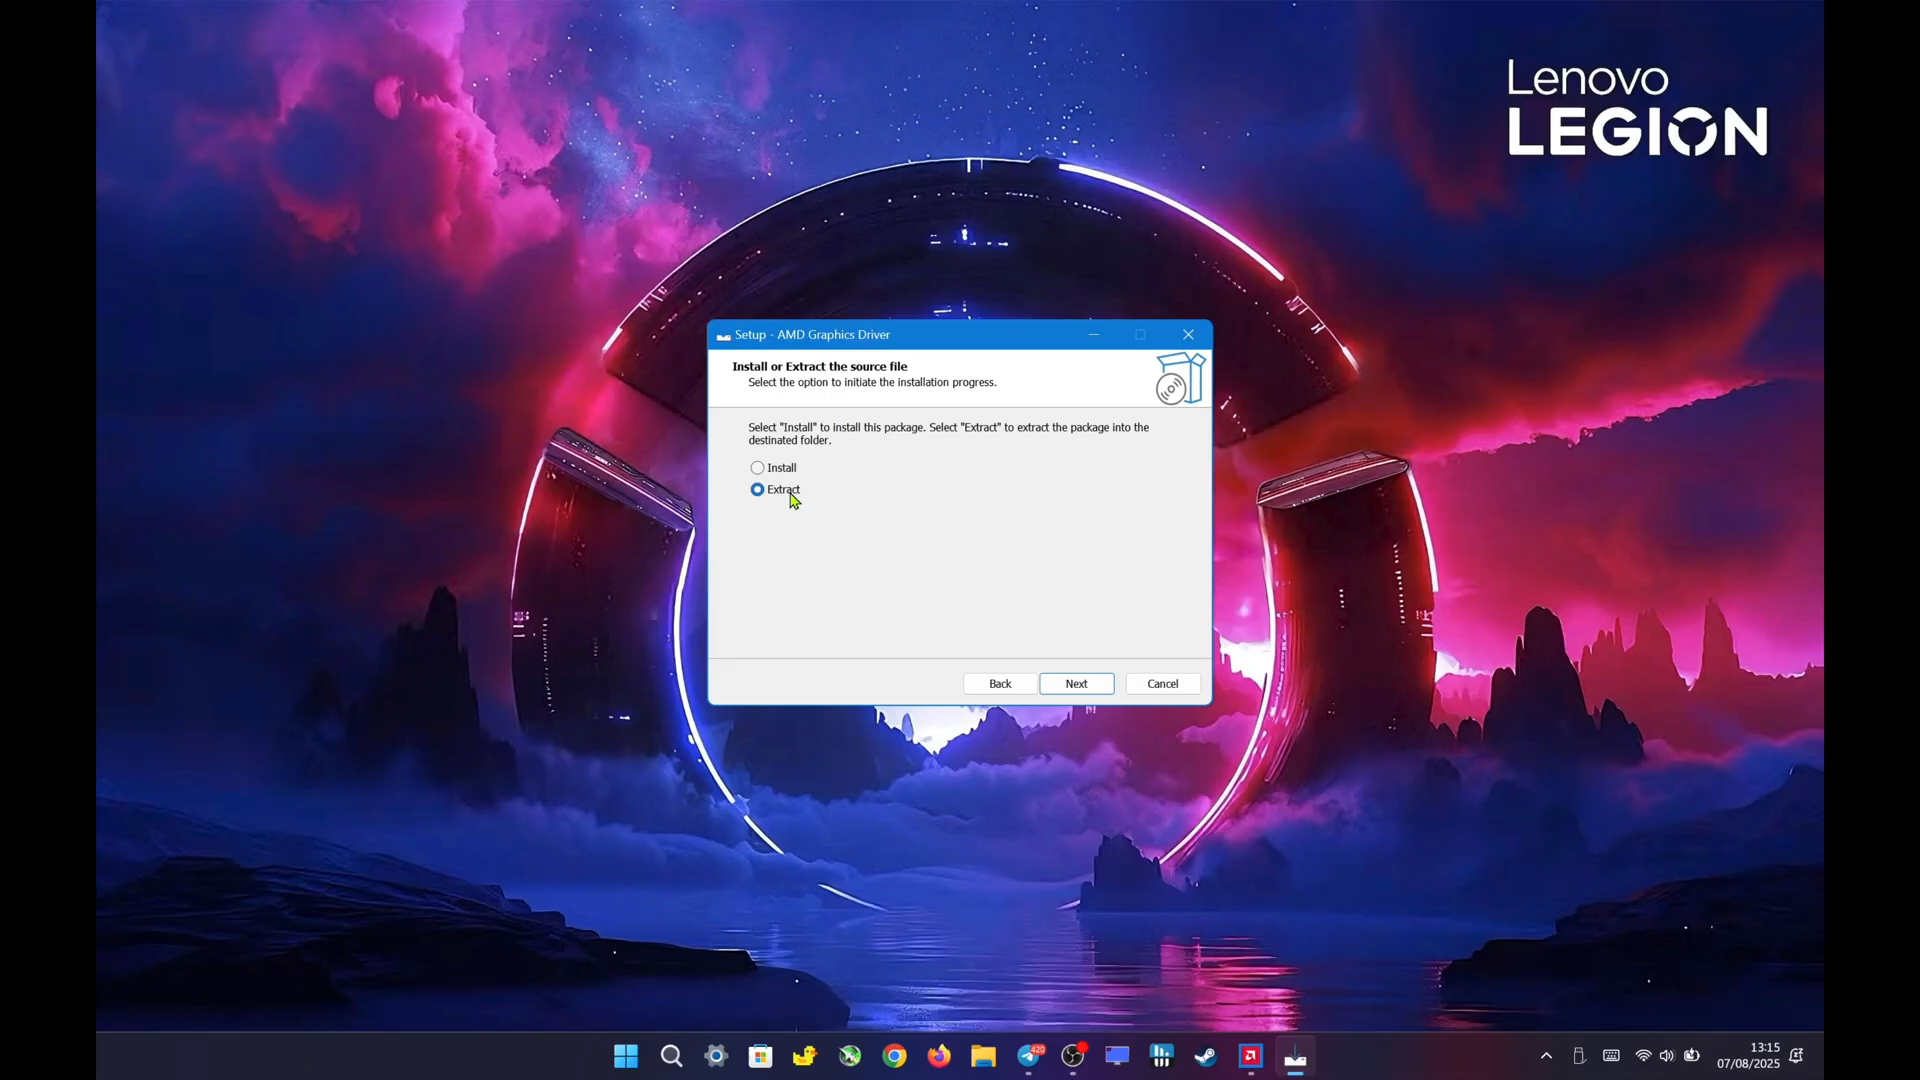 Lenovo
LEGION
Setup - AMD Graphics Driver
Install or Extract the source file
Select the option to initiate the installation progress.
Select "Install" to install this package. Select "Extract" to extract the package into the
destinated folder.
Install
Extract
Back
Next
Cancel
420
13:15
07/08/2025